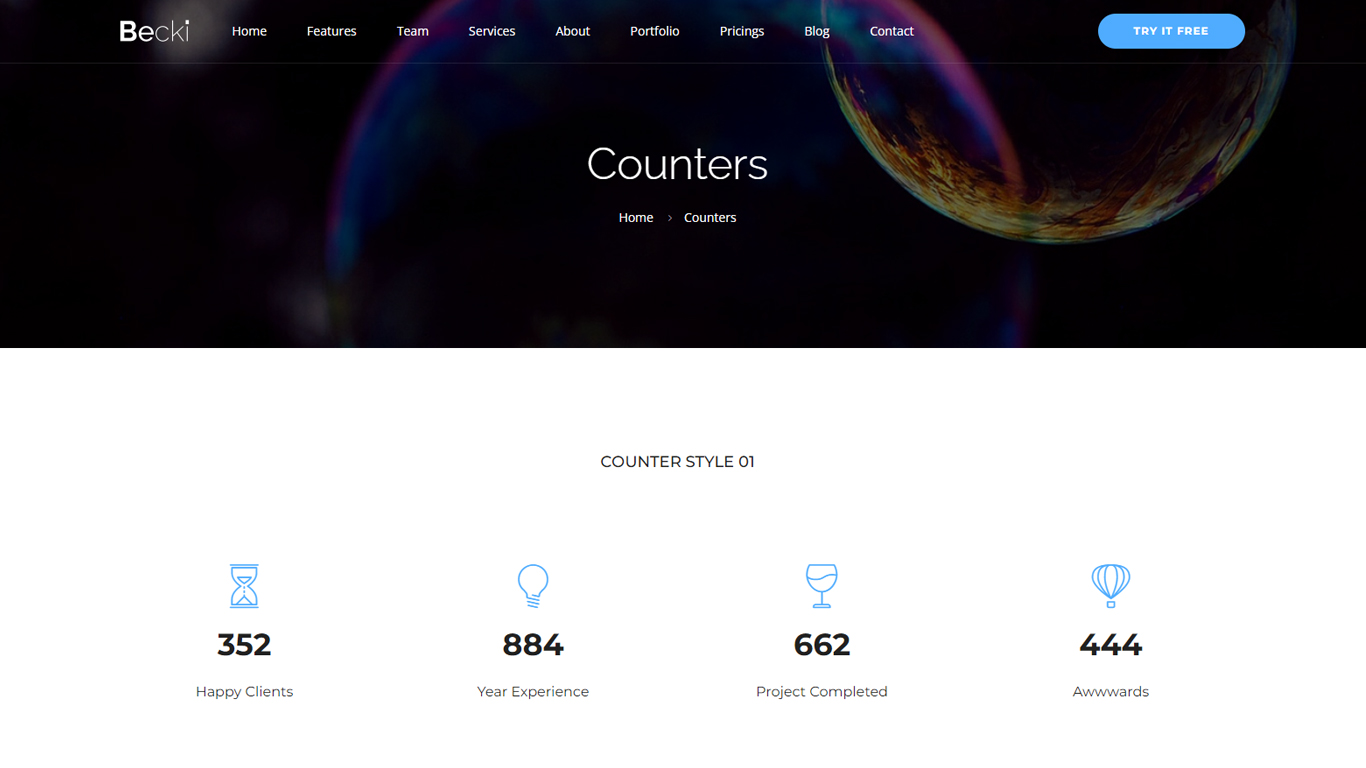 Becki Home Features Team Services About Portfolio Pricings Blog Contact TRY IT FREE
Counters
Home > Counters
COUNTER STYLE 01
352 884 662 444
Happy Clients Year Experience Project Completed Awwwards